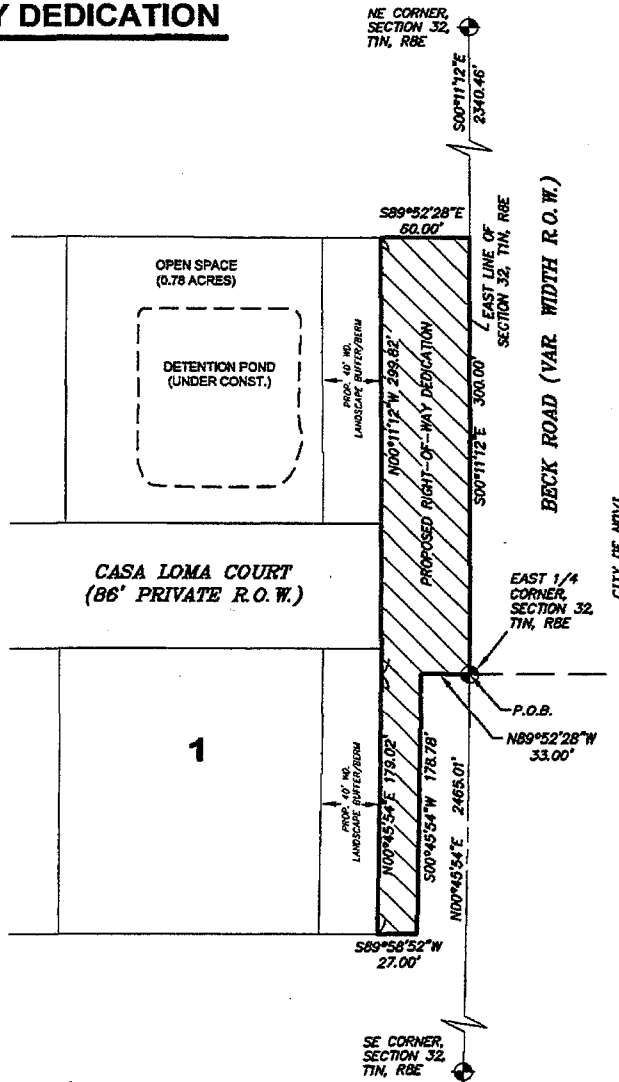 Y DEDICATION
NE CORNER,
SECTION 32,
T1N, R8E
S00°11'12"E
2340.46'
S89°52'28"E
60.00'
EAST LINE OF
SECTION 32, T1N, R8E
BECK ROAD (VAR. WIDTH R.O.W.)
OPEN SPACE
(0.78 ACRES)
DETENTION POND
(UNDER CONST.)
PROP. 40' WD.
LANDSCAPE BUFFER/BERM
N00°11'12"W 299.82'
PROPOSED RIGHT-OF-WAY DEDICATION
S00°11'12"E 300.00'
CASA LOMA COURT
(86' PRIVATE R.O.W.)
EAST 1/4
CORNER,
SECTION 32,
T1N, R8E
P.O.B.
N89°52'28"W
33.00'
1
PROP. 40' WD.
LANDSCAPE BUFFER/BERM
N00°45'54"E 179.02'
S00°45'54"W 178.78'
N00°45'54"E 2465.01'
S89°58'52"W
27.00'
SE CORNER,
SECTION 32,
T1N, R8E